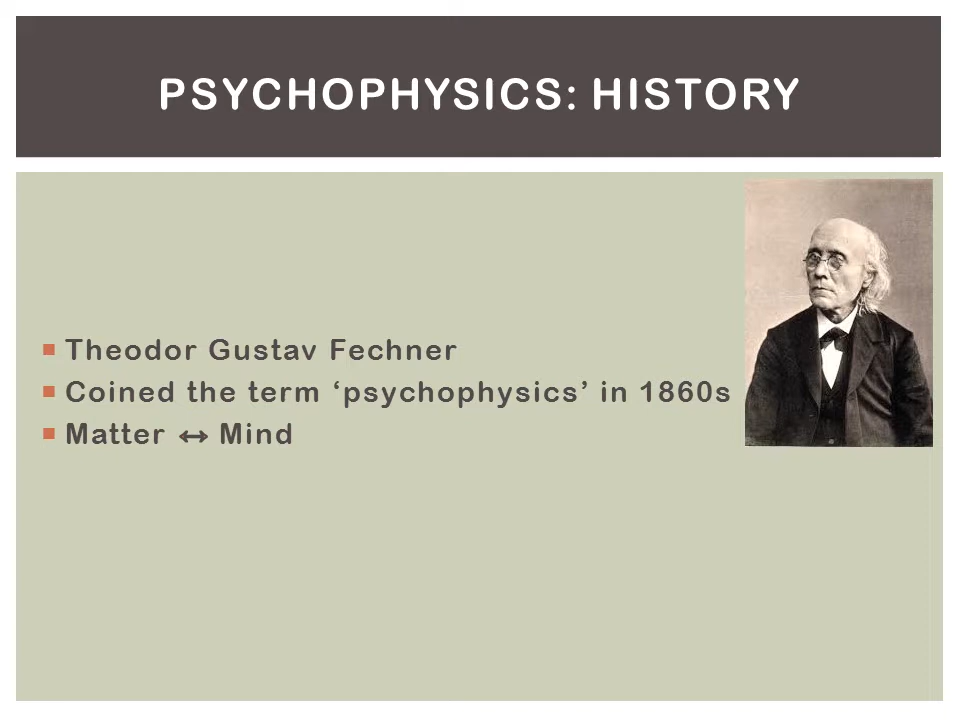 PSYCHOPHYSICS: HISTORY
Theodor Gustav Fechner
Coined the term ‘psychophysics’ in 1860s
Matter ↔ Mind